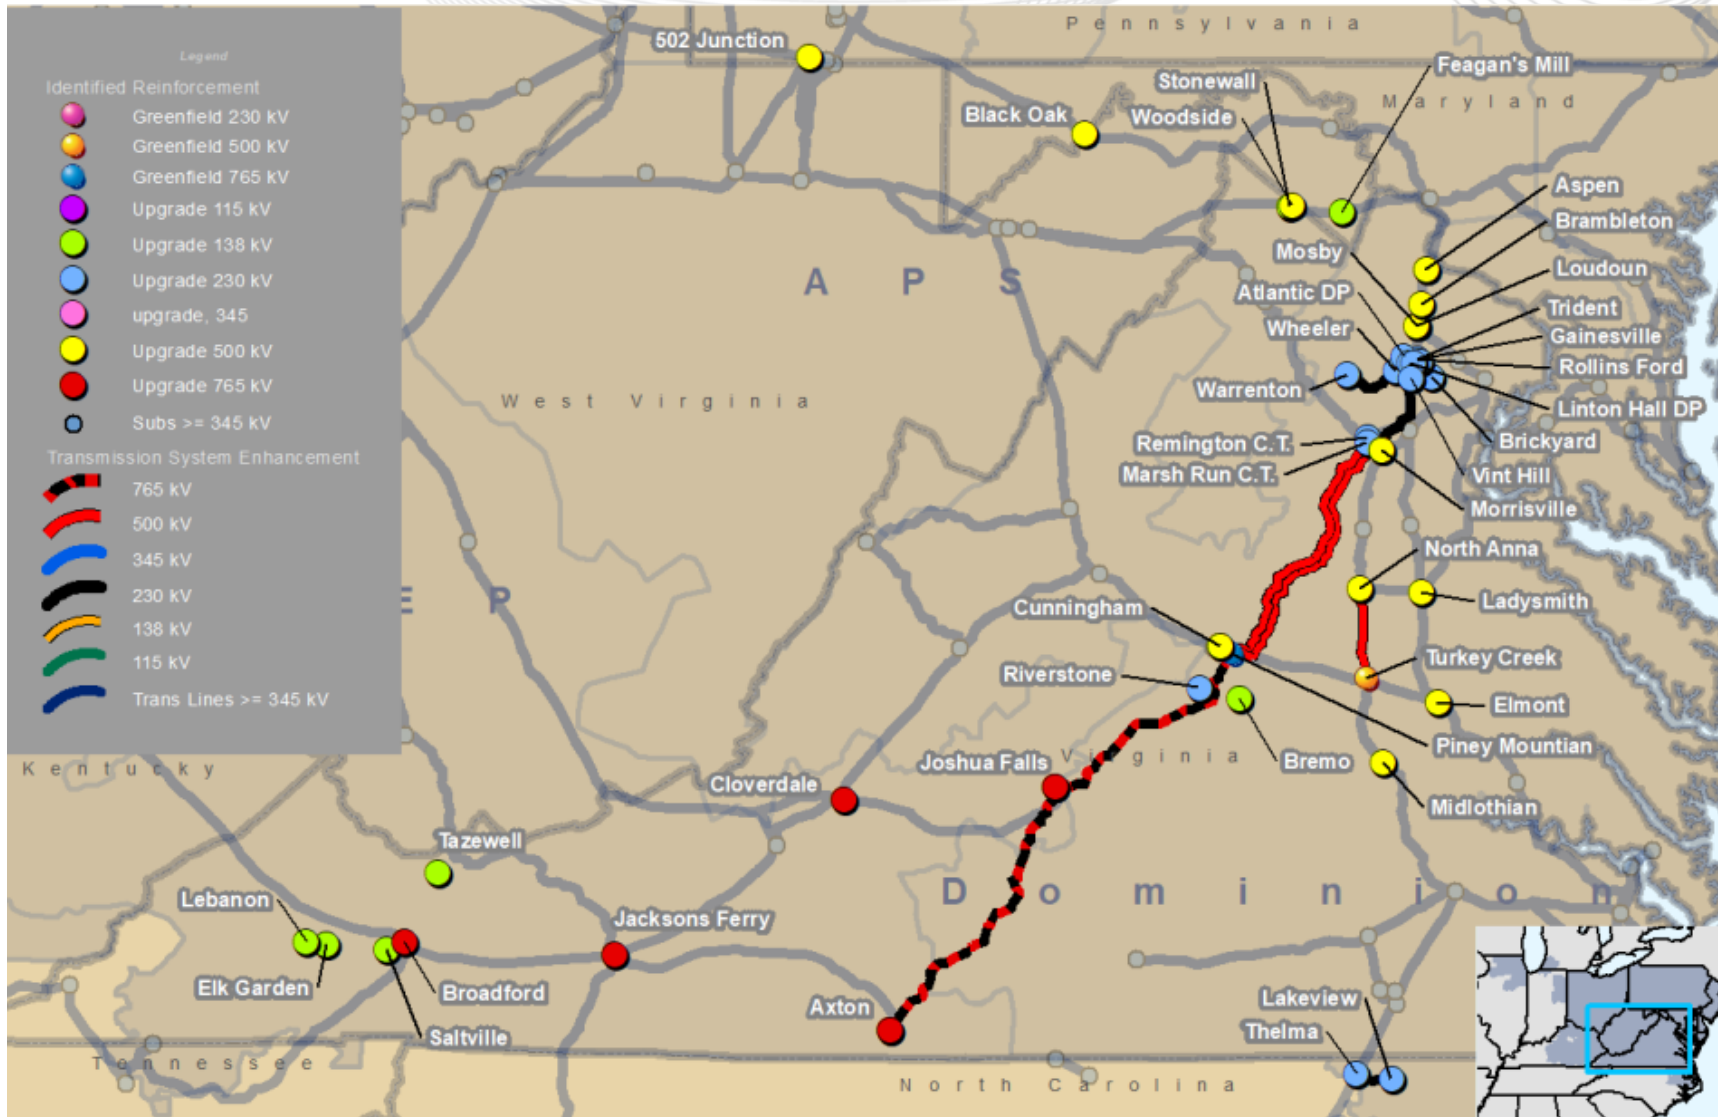 Legend
Identified Reinforcement
Greenfield 230 kV
Greenfield 500 kV
Greenfield 765 kV
Upgrade 115 kV
Upgrade 138 kV
Upgrade 230 kV
upgrade, 345
Upgrade 500 kV
Upgrade 765 kV
Subs >= 345 kV
Transmission System Enhancement
765 kV
500 kV
345 kV
230 kV
138 kV
115 kV
Trans Lines >= 345 kV
Pennsylvania
502 Junction
Feagan's Mill
Stonewall
Maryland
Black Oak
Woodside
Aspen
Brambleton
Mosby
Loudoun
APS
Atlantic DP
Trident
Wheeler
Gainesville
Rollins Ford
Warrenton
West Virginia
Linton Hall DP
Remington C.T.
Brickyard
Marsh Run C.T.
Vint Hill
Morrisville
North Anna
EP
Cunningham
Ladysmith
Turkey Creek
Riverstone
Elmont
Piney Mountian
Kentucky
Joshua Falls
Virginia
Bremo
Cloverdale
Midlothian
Tazewell
Dominion
Lebanon
Jacksons Ferry
Elk Garden
Broadford
Axton
Lakeview
Saltville
Thelma
Tennessee
North Carolina